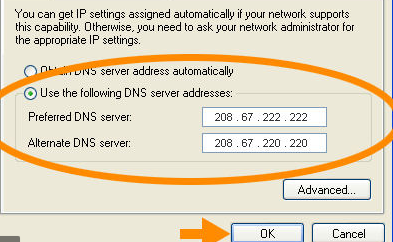 You can get IP settings assigned automatically if your network supports
this capability. Otherwise, you need to ask your network administrator for
the appropriate IP settings.
Obtain DNS server address automatically
Use the following DNS server addresses:
Preferred DNS server:
208 . 67 . 222 . 222
Alternate DNS server:
208 . 67 . 220 . 220
Advanced...
OK
Cancel